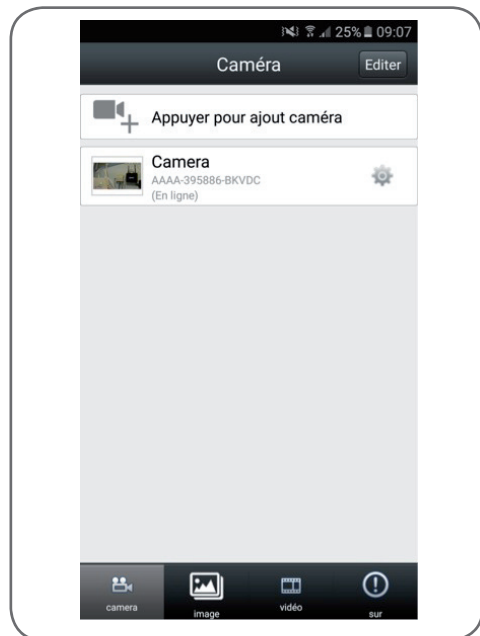 25% 09:07
Caméra
Editer
Appuyer pour ajout caméra
Camera
AAAA-395886-BKVDC
(En ligne)
camera
image
vidéo
sur